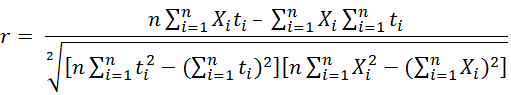 r = \frac{n\sum_{i=1}^{n} X_i t_i - \sum_{i=1}^{n} X_i \sum_{i=1}^{n} t_i}{\sqrt[2]{[n\sum_{i=1}^{n} t_i^2 - (\sum_{i=1}^{n} t_i)^2][n\sum_{i=1}^{n} X_i^2 - (\sum_{i=1}^{n} X_i)^2]}}